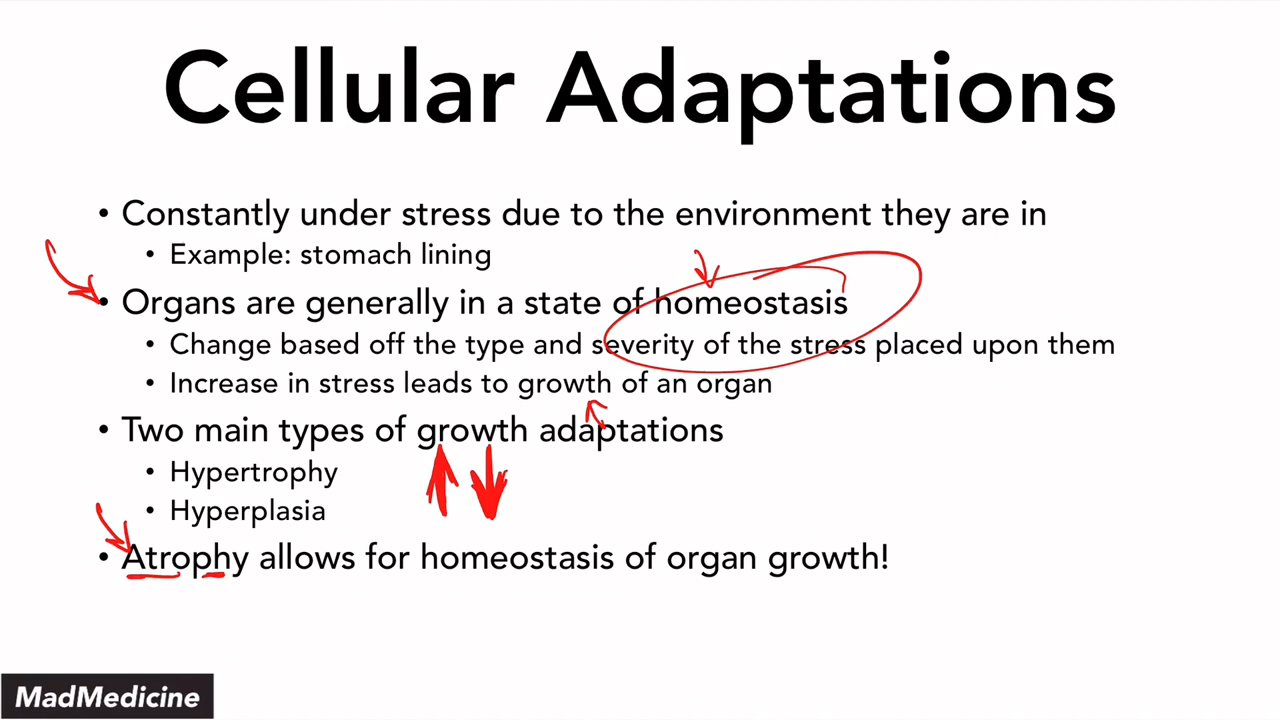 Cellular Adaptations
• Constantly under stress due to the environment they are in
• Example: stomach lining
• Organs are generally in a state of homeostasis
• Change based off the type and severity of the stress placed upon them
• Increase in stress leads to growth of an organ
• Two main types of growth adaptations
• Hypertrophy
• Hyperplasia
• Atrophy allows for homeostasis of organ growth!
MadMedicine